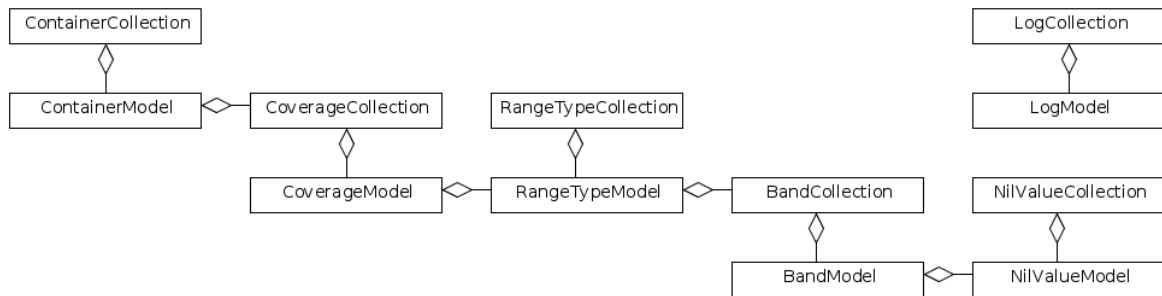 ContainerCollection
LogCollection
ContainerModel
CoverageCollection
RangeTypeCollection
LogModel
CoverageModel
RangeTypeModel
BandCollection
NilValueCollection
BandModel
NilValueModel